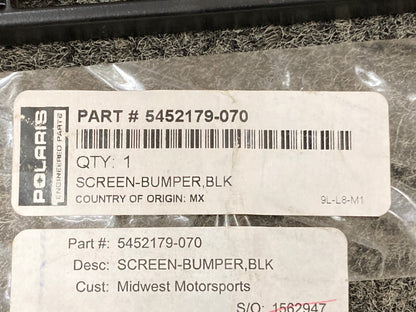 POLARIS
ENGINEERED PARTS
PART # 5452179-070
QTY: 1
SCREEN-BUMPER,BLK
COUNTRY OF ORIGIN: MX
9L-L8-M1
Part #: 5452179-070
Desc: SCREEN-BUMPER,BLK
Cust: Midwest Motorsports
S/O: 1562947